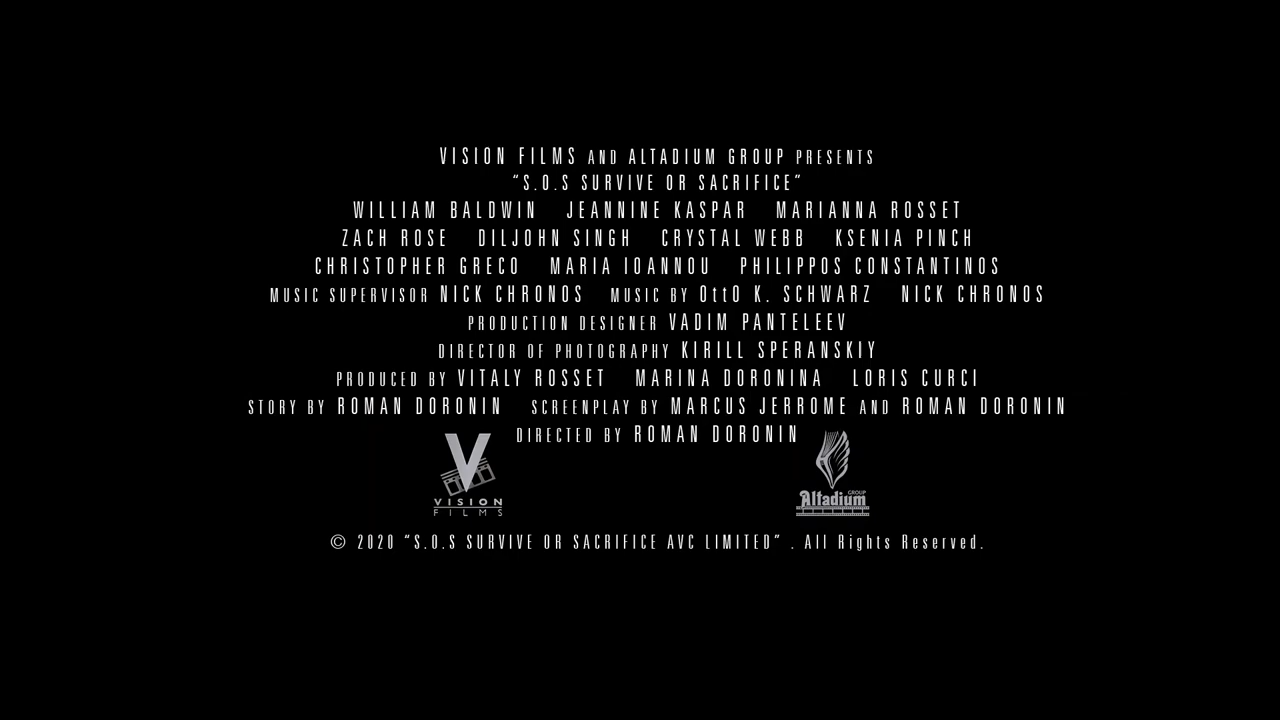 VISION FILMS AND ALTADIUM GROUP PRESENTS
"S.O.S SURVIVE OR SACRIFICE"
WILLIAM BALDWIN JEANNINE KASPAR MARIANNA ROSSET
ZACH ROSE DILJOHN SINGH CRYSTAL WEBB KSENIA PINCH
CHRISTOPHER GRECO MARIA IOANNOU PHILIPPOS CONSTANTINOS
MUSIC SUPERVISOR NICK CHRONOS MUSIC BY OttO K. SCHWARZ NICK CHRONOS
PRODUCTION DESIGNER VADIM PANTELEEV
DIRECTOR OF PHOTOGRAPHY KIRILL SPERANSKIY
PRODUCED BY VITALY ROSSET MARINA DORONINA LORIS CURCI
STORY BY ROMAN DORONIN SCREENPLAY BY MARCUS JERROME AND ROMAN DORONIN
DIRECTED BY ROMAN DORONIN
V
VISION
FILMS
GROUP
Altadium
© 2020 "S.O.S SURVIVE OR SACRIFICE AVC LIMITED" . All Rights Reserved.